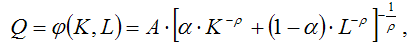 Q = φ(K, L) = A · [α · K^{-ρ} + (1 − α) · L^{-ρ}]^{-1/ρ} ,